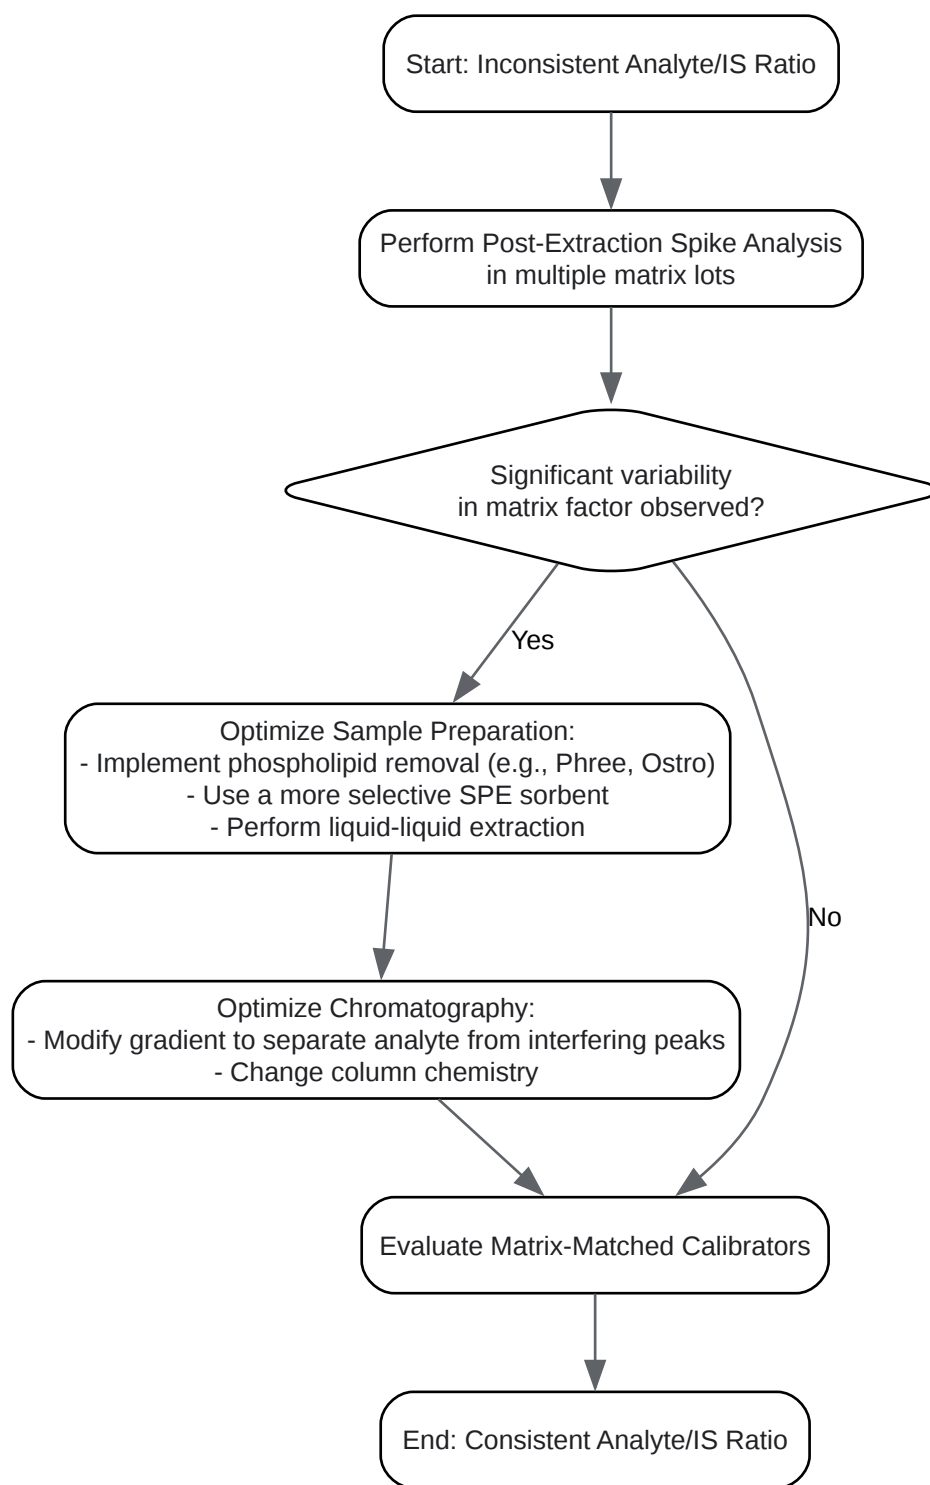 Start: Inconsistent Analyte/IS Ratio
Perform Post-Extraction Spike Analysis
in multiple matrix lots
Significant variability
in matrix factor observed?
Yes
Optimize Sample Preparation:
- Implement phospholipid removal (e.g., Phree, Ostro)
- Use a more selective SPE sorbent
- Perform liquid-liquid extraction
No
Optimize Chromatography:
- Modify gradient to separate analyte from interfering peaks
- Change column chemistry
Evaluate Matrix-Matched Calibrators
End: Consistent Analyte/IS Ratio